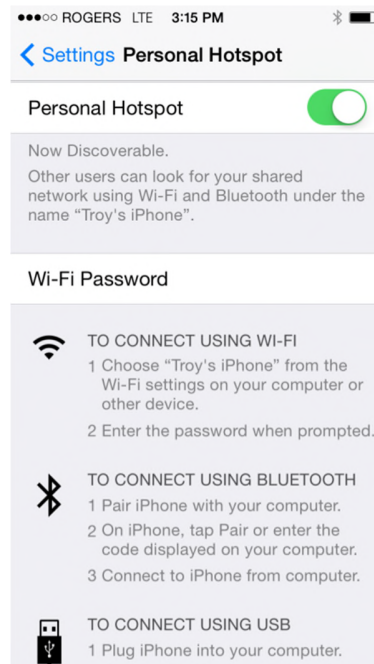 ROGERS LTE 3:15 PM
Settings Personal Hotspot
Personal Hotspot
Now Discoverable.
Other users can look for your shared
network using Wi-Fi and Bluetooth under the
name “Troy's iPhone”.
Wi-Fi Password
TO CONNECT USING WI-FI
1 Choose “Troy's iPhone” from the
Wi-Fi settings on your computer or
other device.
2 Enter the password when prompted.
TO CONNECT USING BLUETOOTH
1 Pair iPhone with your computer.
2 On iPhone, tap Pair or enter the
code displayed on your computer.
3 Connect to iPhone from computer.
TO CONNECT USING USB
1 Plug iPhone into your computer.